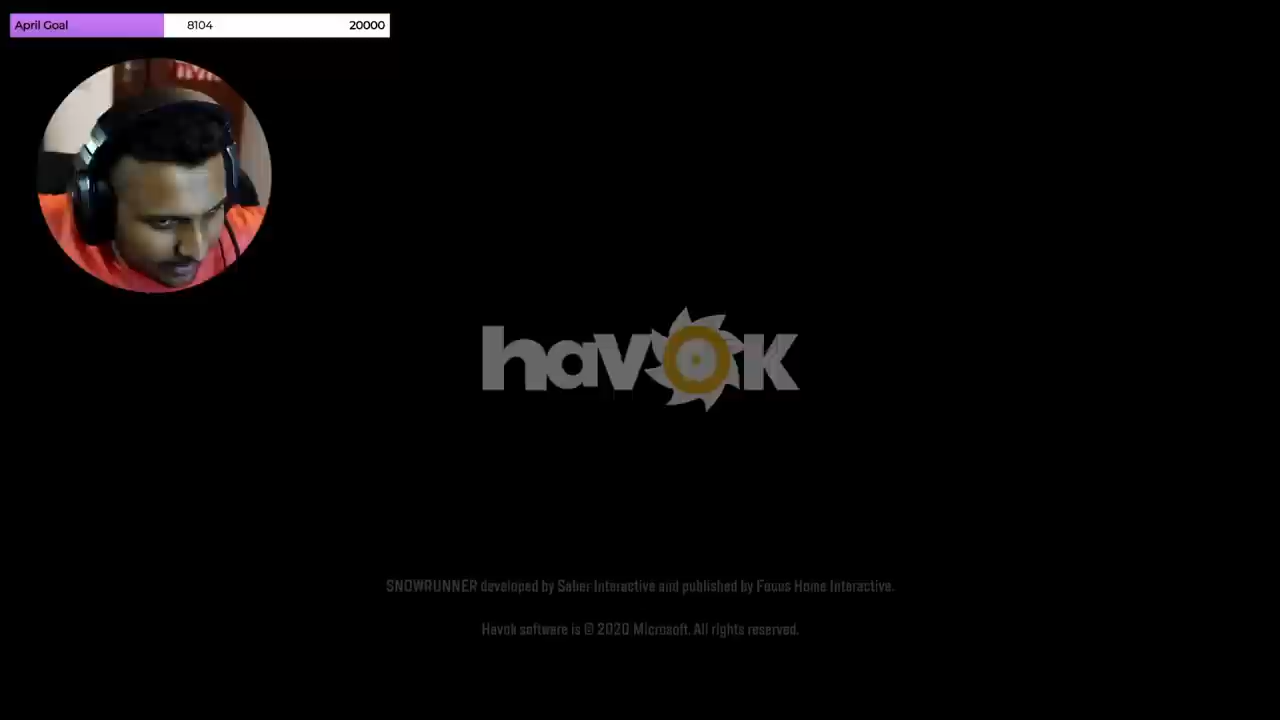 April Goal 8104 20000
havok
SNOWRUNNER developed by Saber Interactive and published by Focus Home Interactive.
Havok software is © 2020 Microsoft. All rights reserved.